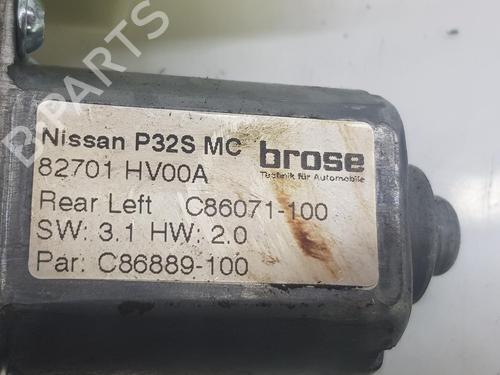 B-PARTS
Nissan P32S MC
brose
Technik für Automobile
82701 HV00A
Rear Left C86071-100
SW: 3.1 HW: 2.0
Par: C86889-100